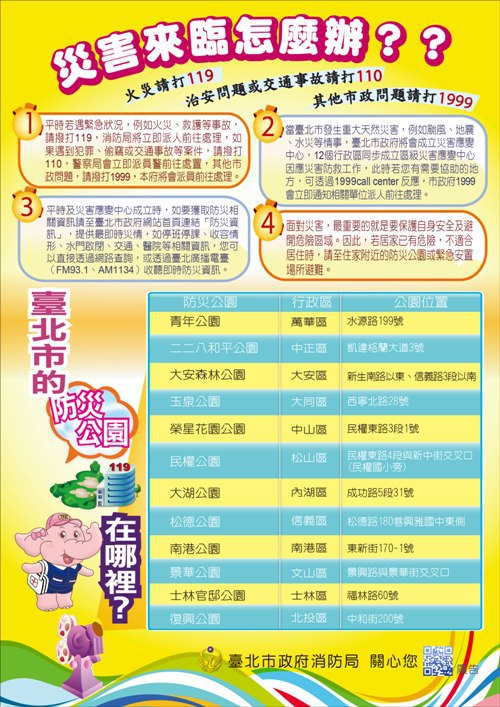 災害來臨怎麼辦？？
火災請打119
治安問題或交通事故請打110
其他市政問題請打1999
1
平時若遇緊急狀況，例如火災、救護等事故，
請撥打119，消防局將立即派人前往處理，如
果遇到犯罪、偷竊或交通事故等案件，請撥打
110，警察局會立即派員警前往處置，其他市
政問題，請撥打1999，本府將會派員前往處理。
2
當臺北市發生重大天然災害，例如颱風、地震
、水災等情事，臺北市政府將會成立災害應變
中心，12個行政區同步成立區級災害應變中心
因應災害防救工作，此時若您有需要協助的地
方，可透過1999call center 反應，市政府1999
會立即通知相關單位派人前往處理。
3
平時及災害應變中心成立時，如要獲取防災相
關資訊請至臺北市政府網站首頁連結「防災資
訊」，提供最即時災情，如停班停課、收容情
形、水門啟閉、交通、醫院等相關資訊，您可
以直接透過網路查詢，或透過臺北廣播電臺
（FM93.1、AM1134）收聽即時防災資訊。
4
面對災害，最重要的就是要保護自身安全及避
開危險區域。因此，若居家已有危險，不適合
居住時，請至住家附近的防災公園或緊急安置
場所避難。
臺北市的
防災
公園
119
在哪裡？
防災公園 行政區 公園位置
青年公園 萬華區 水源路199號
二二八和平公園 中正區 凱達格蘭大道3號
大安森林公園 大安區 新生南路以東、信義路3段以南
玉泉公園 大同區 西寧北路28號
榮星花園公園 中山區 民權東路3段1號
民權公園 松山區 民權東路4段與新中街交叉口
（民權國小旁）
大湖公園 內湖區 成功路5段31號
松德公園 信義區 松德路180巷興雅國中東側
南港公園 南港區 東新街170-1號
景華公園 文山區 景興路與景華街交叉口
士林官邸公園 士林區 福林路60號
復興公園 北投區 中和街200號
臺北市政府消防局 關心您
廣告